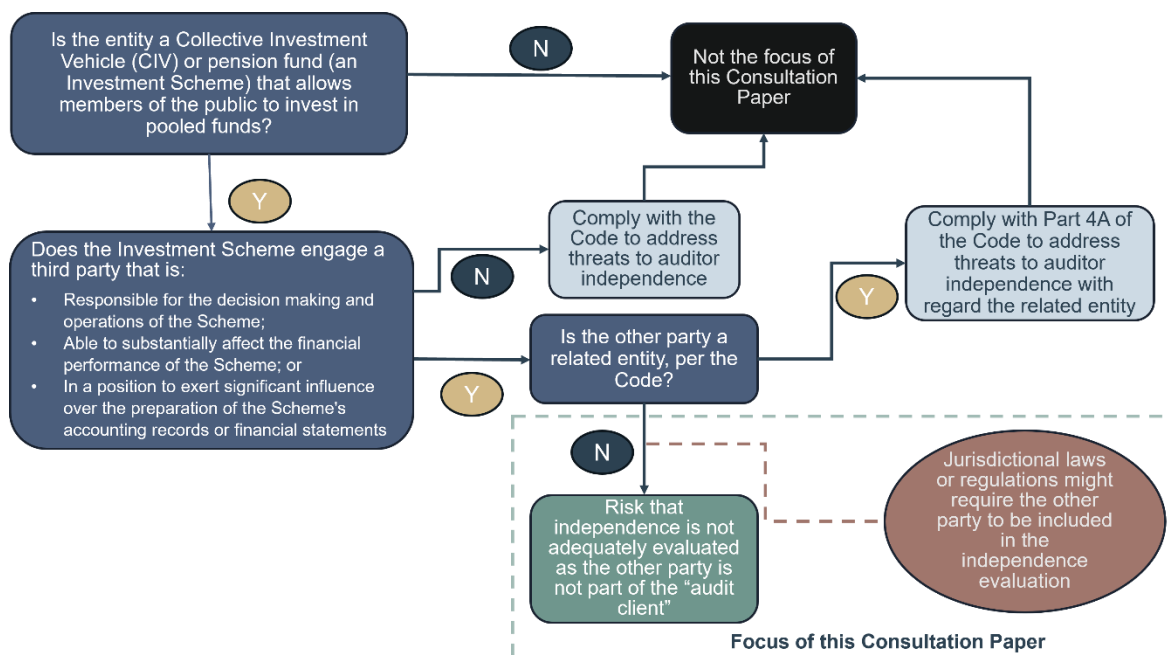 Is the entity a Collective Investment
Vehicle (CIV) or pension fund (an
Investment Scheme) that allows
members of the public to invest in
pooled funds?
N
Not the focus of
this Consultation
Paper
Y
Does the Investment Scheme engage a
third party that is:
• Responsible for the decision making and
operations of the Scheme;
• Able to substantially affect the financial
performance of the Scheme; or
• In a position to exert significant influence
over the preparation of the Scheme's
accounting records or financial statements
N
Comply with the
Code to address
threats to auditor
independence
Y
Is the other party a
related entity, per the
Code?
Y
Comply with Part 4A of
the Code to address
threats to auditor
independence with
regard the related entity
N
Risk that
independence is not
adequately evaluated
as the other party is
not part of the “audit
client”
Jurisdictional laws
or regulations might
require the other
party to be included
in the
independence
evaluation
Focus of this Consultation Paper